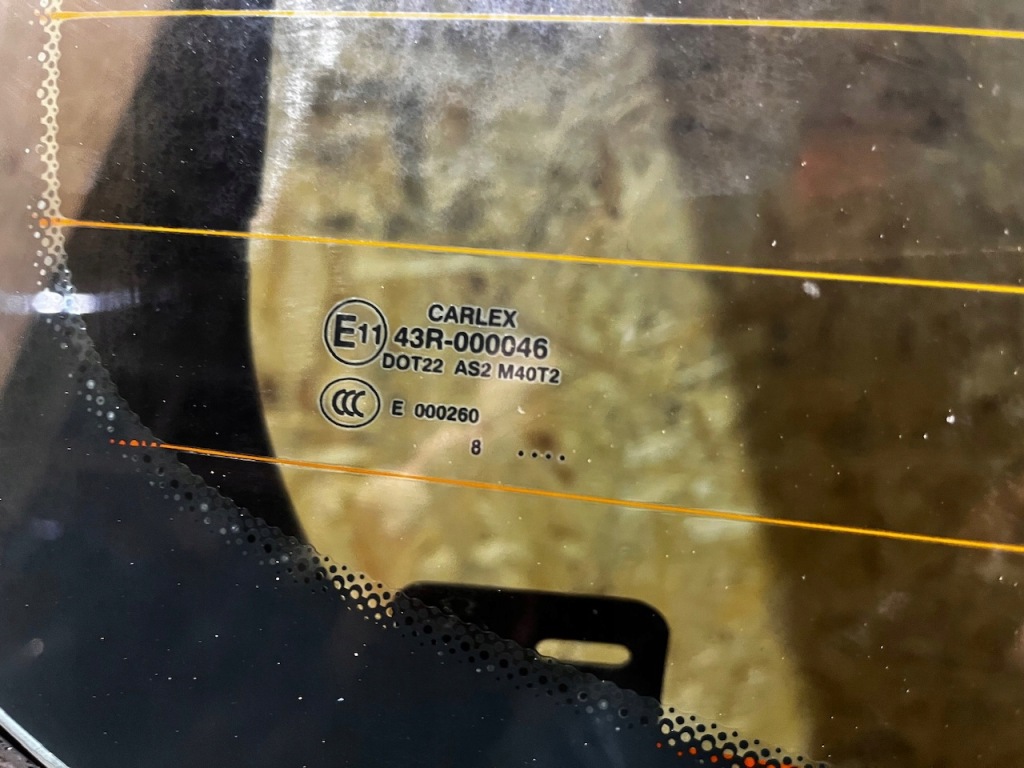 CARLEX
E11 43R-000046
DOT22 AS2 M40T2
CCC E 000260
8 ....